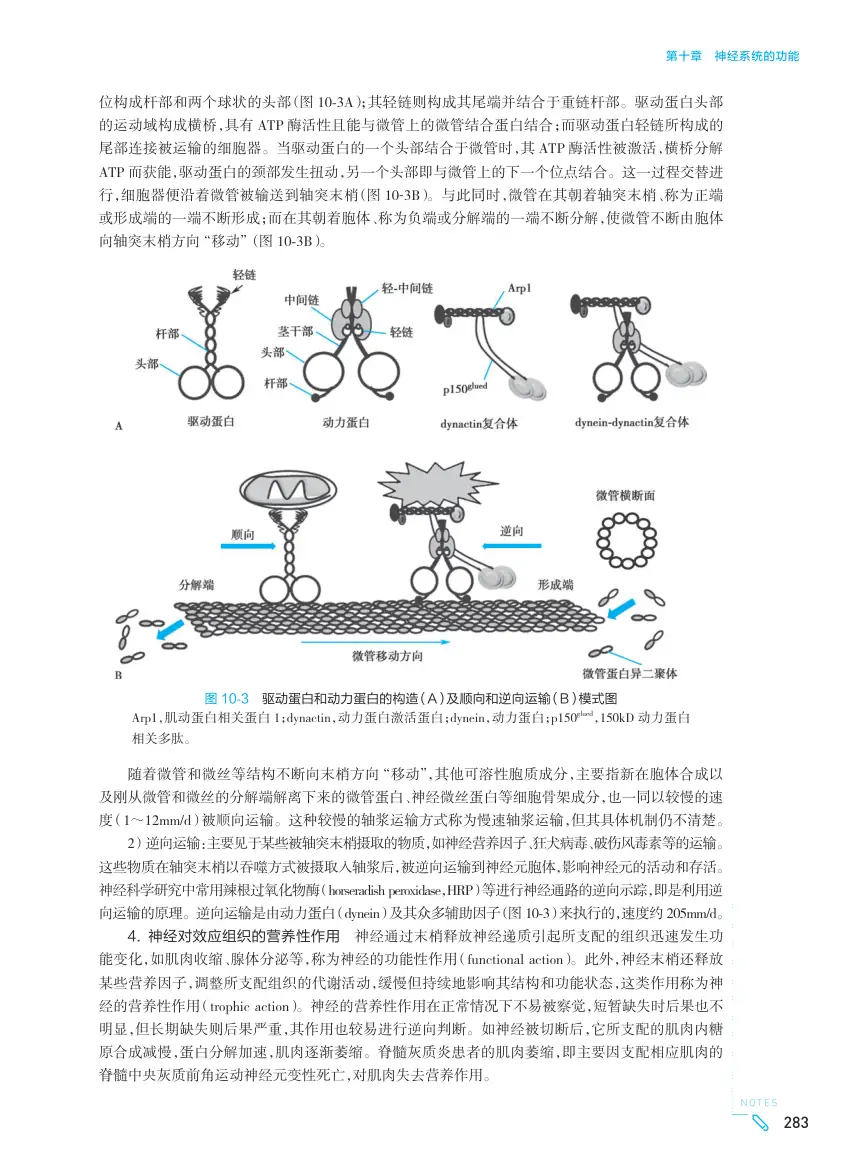 第十章　神经系统的功能
位构成杆部和两个球状的头部（图 10-3A）；其轻链则构成其尾端并结合于重链杆部。驱动蛋白头部
的运动域构成横桥，具有 ATP 酶活性且能与微管上的微管结合蛋白结合；而驱动蛋白轻链所构成的
尾部连接被运输的细胞器。当驱动蛋白的一个头部结合于微管时，其 ATP 酶活性被激活，横桥分解
ATP 而获能，驱动蛋白的颈部发生扭动，另一个头部即与微管上的下一个位点结合。这一过程交替进
行，细胞器便沿着微管被输送到轴突末梢（图 10-3B）。与此同时，微管在其朝着轴突末梢、称为正端
或形成端的一端不断形成；而在其朝着胞体、称为负端或分解端的一端不断分解，使微管不断由胞体
向轴突末梢方向“移动”（图 10-3B）。
轻链
杆部
头部
驱动蛋白
中间链
轻-中间链
茎干部
轻链
头部
杆部
动力蛋白
Arp1
p150glued
dynactin复合体
dynein-dynactin复合体
A
顺向
逆向
微管横断面
分解端
形成端
微管移动方向
微管蛋白异二聚体
B
图 10-3　驱动蛋白和动力蛋白的构造（A）及顺向和逆向运输（B）模式图
Arp1，肌动蛋白相关蛋白 1；dynactin，动力蛋白激活蛋白；dynein，动力蛋白；p150glued，150kD 动力蛋白
相关多肽。
随着微管和微丝等结构不断向末梢方向“移动”，其他可溶性胞质成分，主要指新在胞体合成以
及刚从微管和微丝的分解端解离下来的微管蛋白、神经微丝蛋白等细胞骨架成分，也一同以较慢的速
度（1～12mm/d）被顺向运输。这种较慢的轴浆运输方式称为慢速轴浆运输，但其具体机制仍不清楚。
2）逆向运输：主要见于某些被轴突末梢摄取的物质，如神经营养因子、狂犬病毒、破伤风毒素等的运输。
这些物质在轴突末梢以吞噬方式被摄取入轴浆后，被逆向运输到神经元胞体，影响神经元的活动和存活。
神经科学研究中常用辣根过氧化物酶（horseradish peroxidase，HRP）等进行神经通路的逆向示踪，即是利用逆
向运输的原理。逆向运输是由动力蛋白（dynein）及其众多辅助因子（图 10-3）来执行的，速度约 205mm/d。
4. 神经对效应组织的营养性作用　神经通过末梢释放神经递质引起所支配的组织迅速发生功
能变化，如肌肉收缩、腺体分泌等，称为神经的功能性作用（functional action）。此外，神经末梢还释放
某些营养因子，调整所支配组织的代谢活动，缓慢但持续地影响其结构和功能状态，这类作用称为神
经的营养性作用（trophic action）。神经的营养性作用在正常情况下不易被察觉，短暂缺失时后果也不
明显，但长期缺失则后果严重，其作用也较易进行逆向判断。如神经被切断后，它所支配的肌肉内糖
原合成减慢，蛋白分解加速，肌肉逐渐萎缩。脊髓灰质炎患者的肌肉萎缩，即主要因支配相应肌肉的
脊髓中央灰质前角运动神经元变性死亡，对肌肉失去营养作用。
NOTES
283